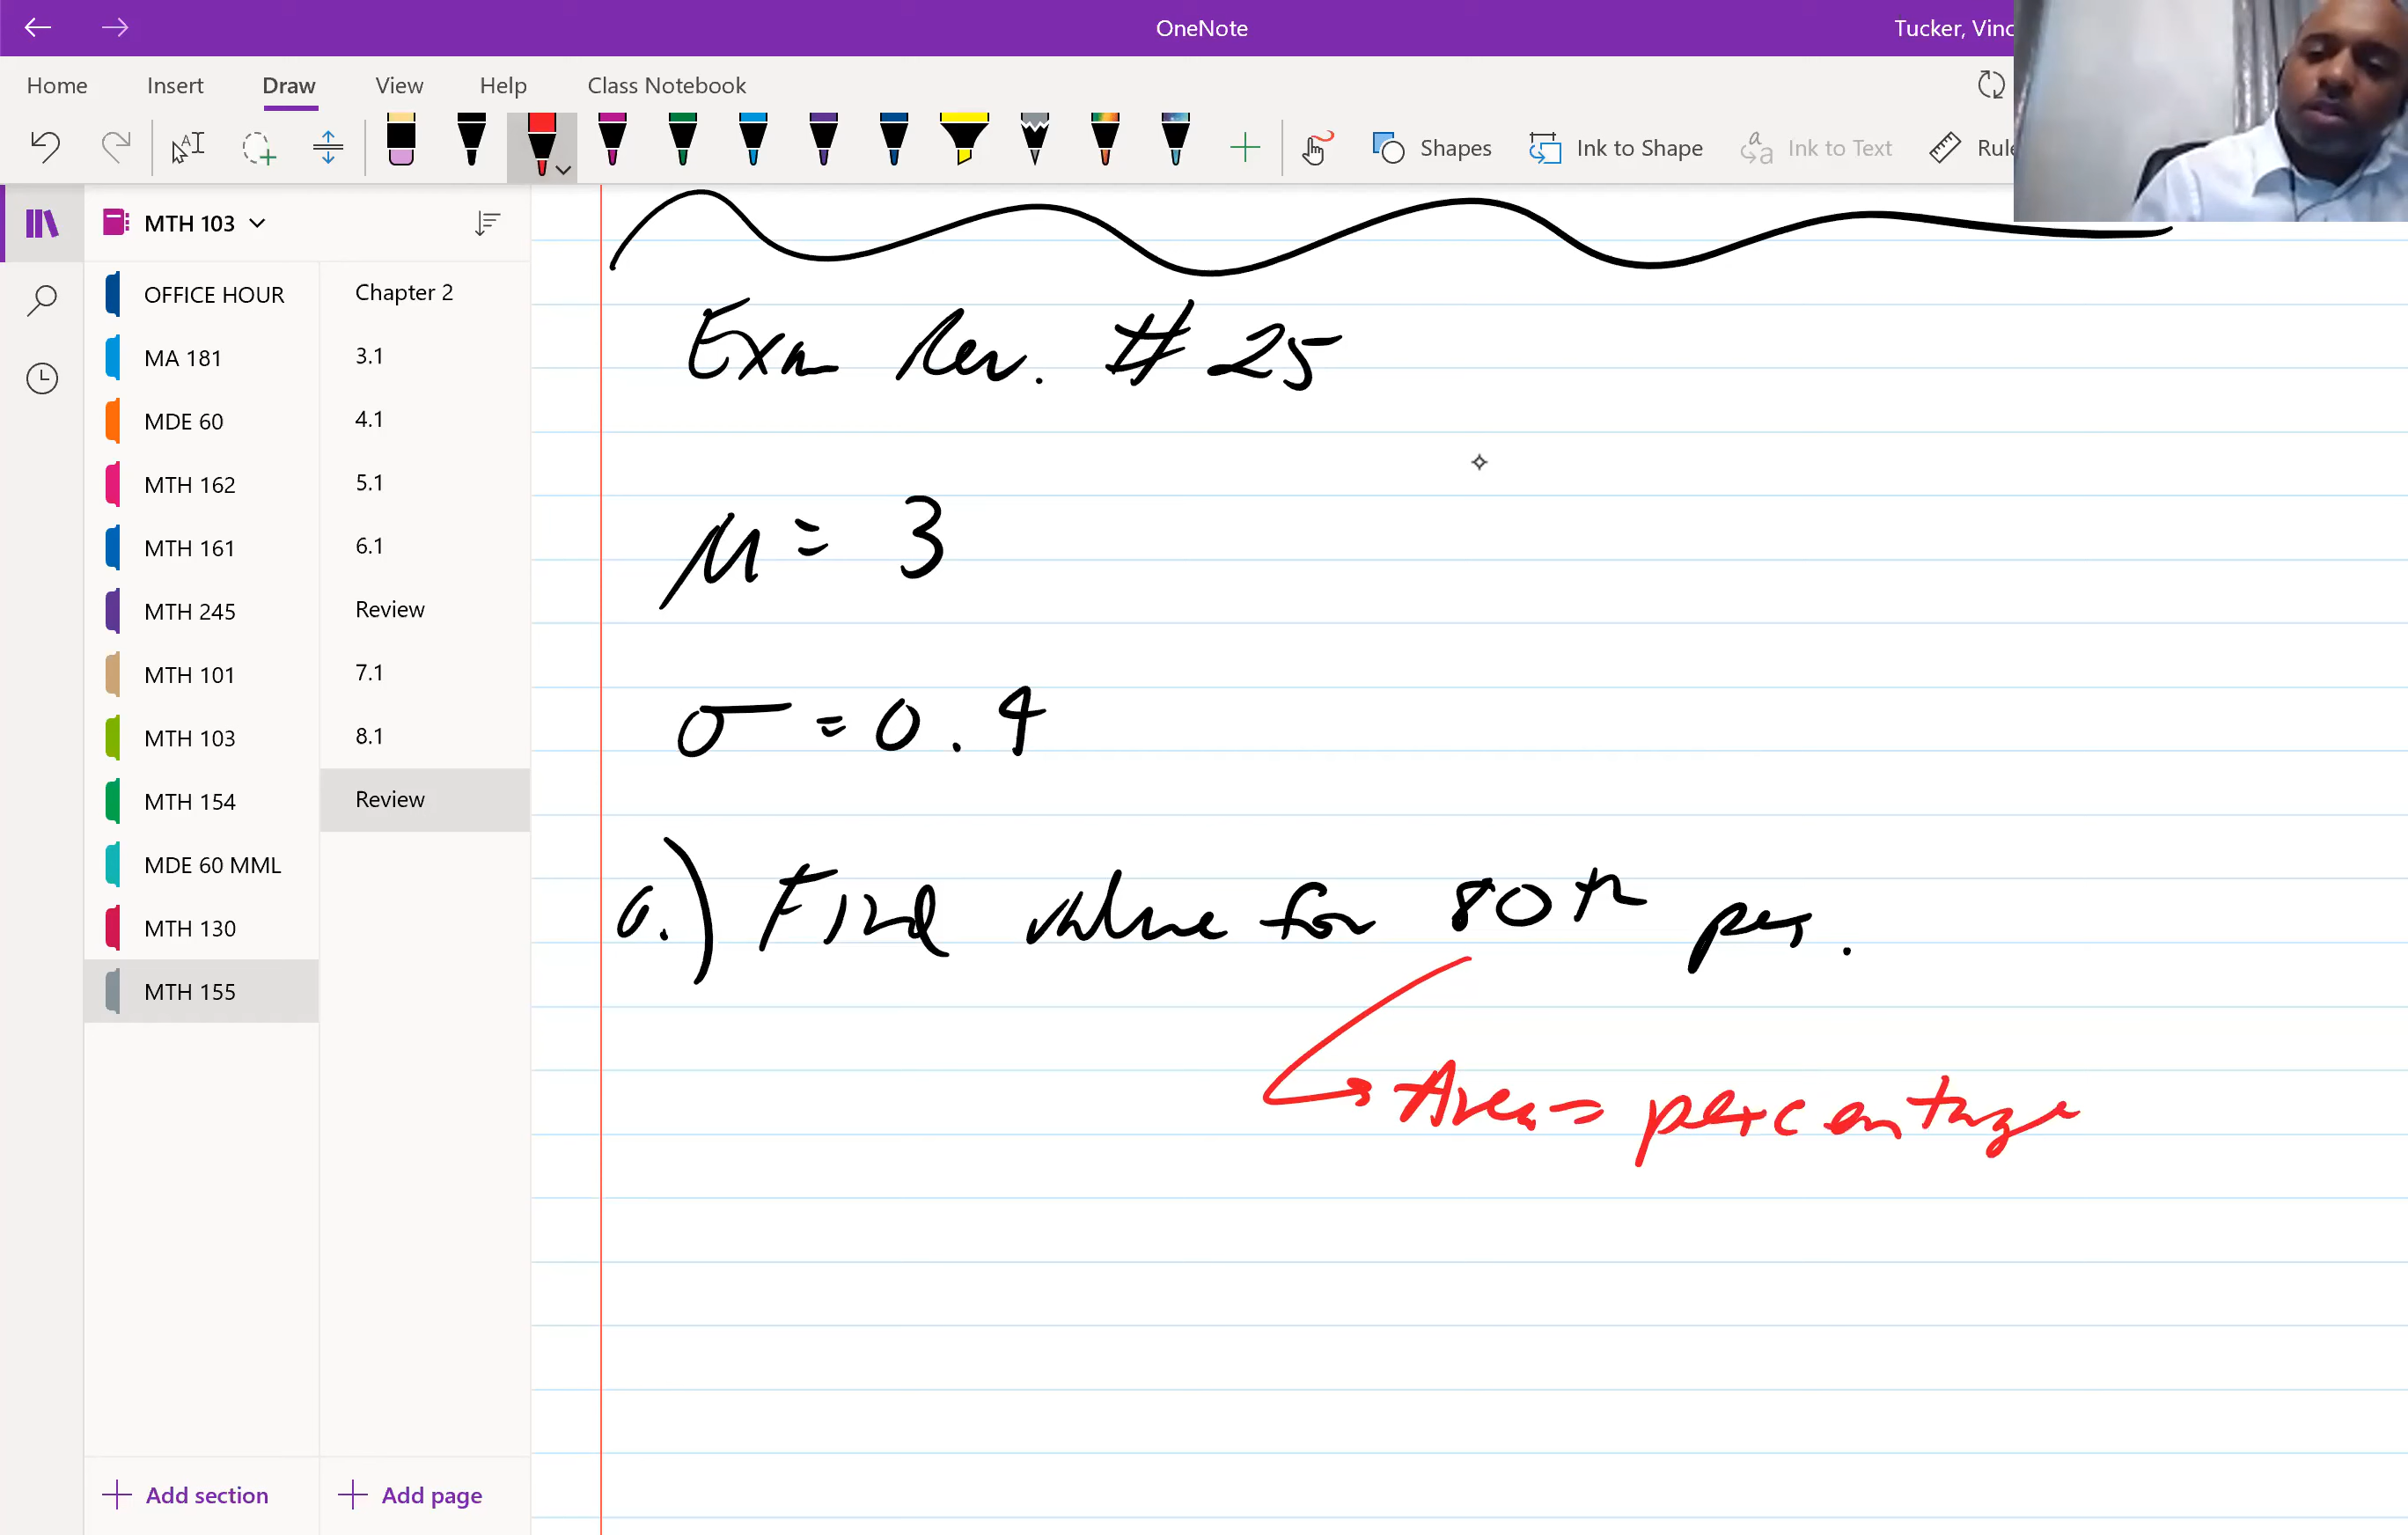 OneNote
Tucker, Vinc
Home Insert Draw View Help Class Notebook
Shapes Ink to Shape Ink to Text Rule
MTH 103
OFFICE HOUR
MA 181
MDE 60
MTH 162
MTH 161
MTH 245
MTH 101
MTH 103
MTH 154
MDE 60 MML
MTH 130
MTH 155
Add section
Chapter 2
3.1
4.1
5.1
6.1
Review
7.1
8.1
Review
Add page
Exm Rev. # 25
μ = 3
σ = 0.4
a.) Find value for 80th per.
Area = percentage